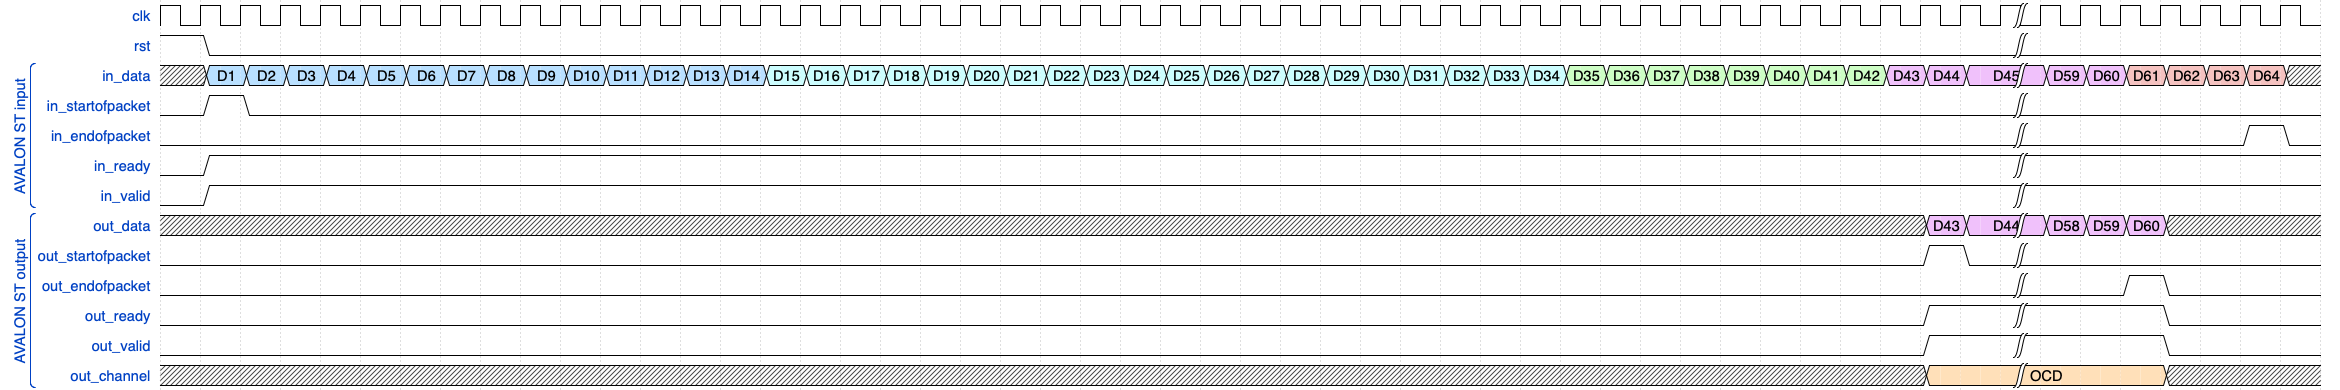 clk
rst
AVALON ST input
in_data D1 D2 D3 D4 D5 D6 D7 D8 D9 D10 D11 D12 D13 D14 D15 D16 D17 D18 D19 D20 D21 D22 D23 D24 D25 D26 D27 D28 D29 D30 D31 D32 D33 D34 D35 D36 D37 D38 D39 D40 D41 D42 D43 D44 D45 D59 D60 D61 D62 D63 D64
in_startofpacket
in_endofpacket
in_ready
in_valid
AVALON ST output
out_data D43 D44 D58 D59 D60
out_startofpacket
out_endofpacket
out_ready
out_valid
out_channel OCD